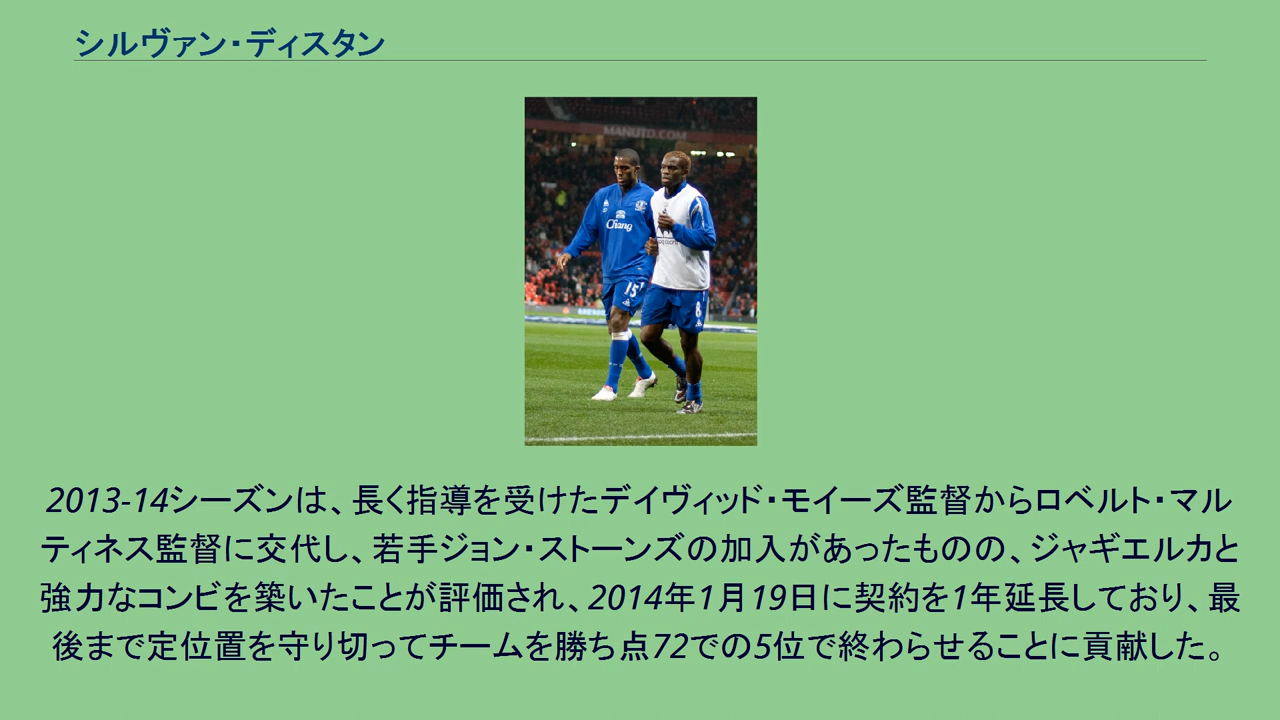 シルヴァン・ディスタン
MANUTD.COM
Chang
15
8
2013-14シーズンは、長く指導を受けたデイヴィッド・モイーズ監督からロベルト・マル
ティネス監督に交代し、若手ジョン・ストーンズの加入があったものの、ジャギエルカと
強力なコンビを築いたことが評価され、2014年1月19日に契約を1年延長しており、最
後まで定位置を守り切ってチームを勝ち点72での5位で終わらせることに貢献した。